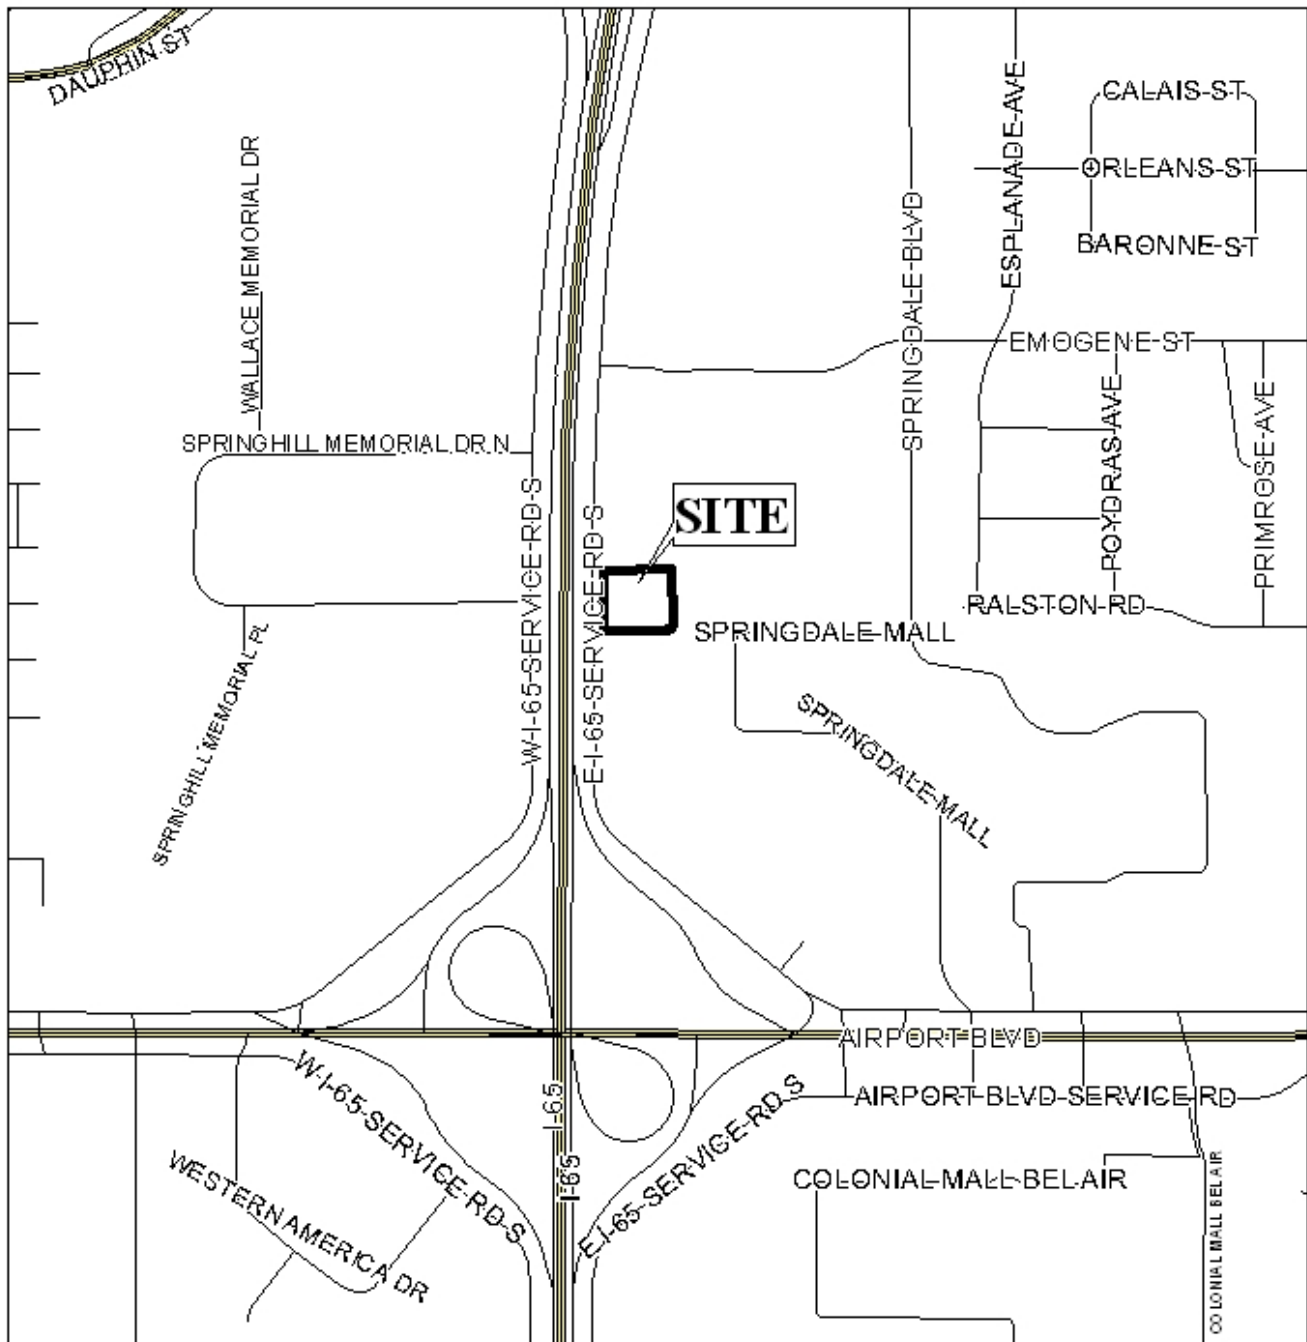 DAUPHIN ST
CALAIS-ST
ESPLANADE-AVE
ORLEANS-ST
WALLACE MEMORIAL DR
SPRINGDALE-BLVD
BARONNE-ST
EMOGENE-ST
SPRINGHILL MEMORIAL DR N
POYDRAS-AVE
PRIMROSE-AVE
SITE
W-I-65-SERVICE-RD-S
E-I-65-SERVICE-RD-S
RALSTON-RD
SPRINGDALE-MALL
SPRINGHILL MEMORIAL PL
SPRINGDALE-MALL
AIRPORT BLVD
W-I-65-SERVICE-RD-S
I-65
I-65
E-I-65-SERVICE-RD S
AIRPORT-BLVD-SERVICE-RD
WESTERN AMERICA DR
COLONIAL-MALL-BEL-AIR
COLONIAL MALL BEL AIR